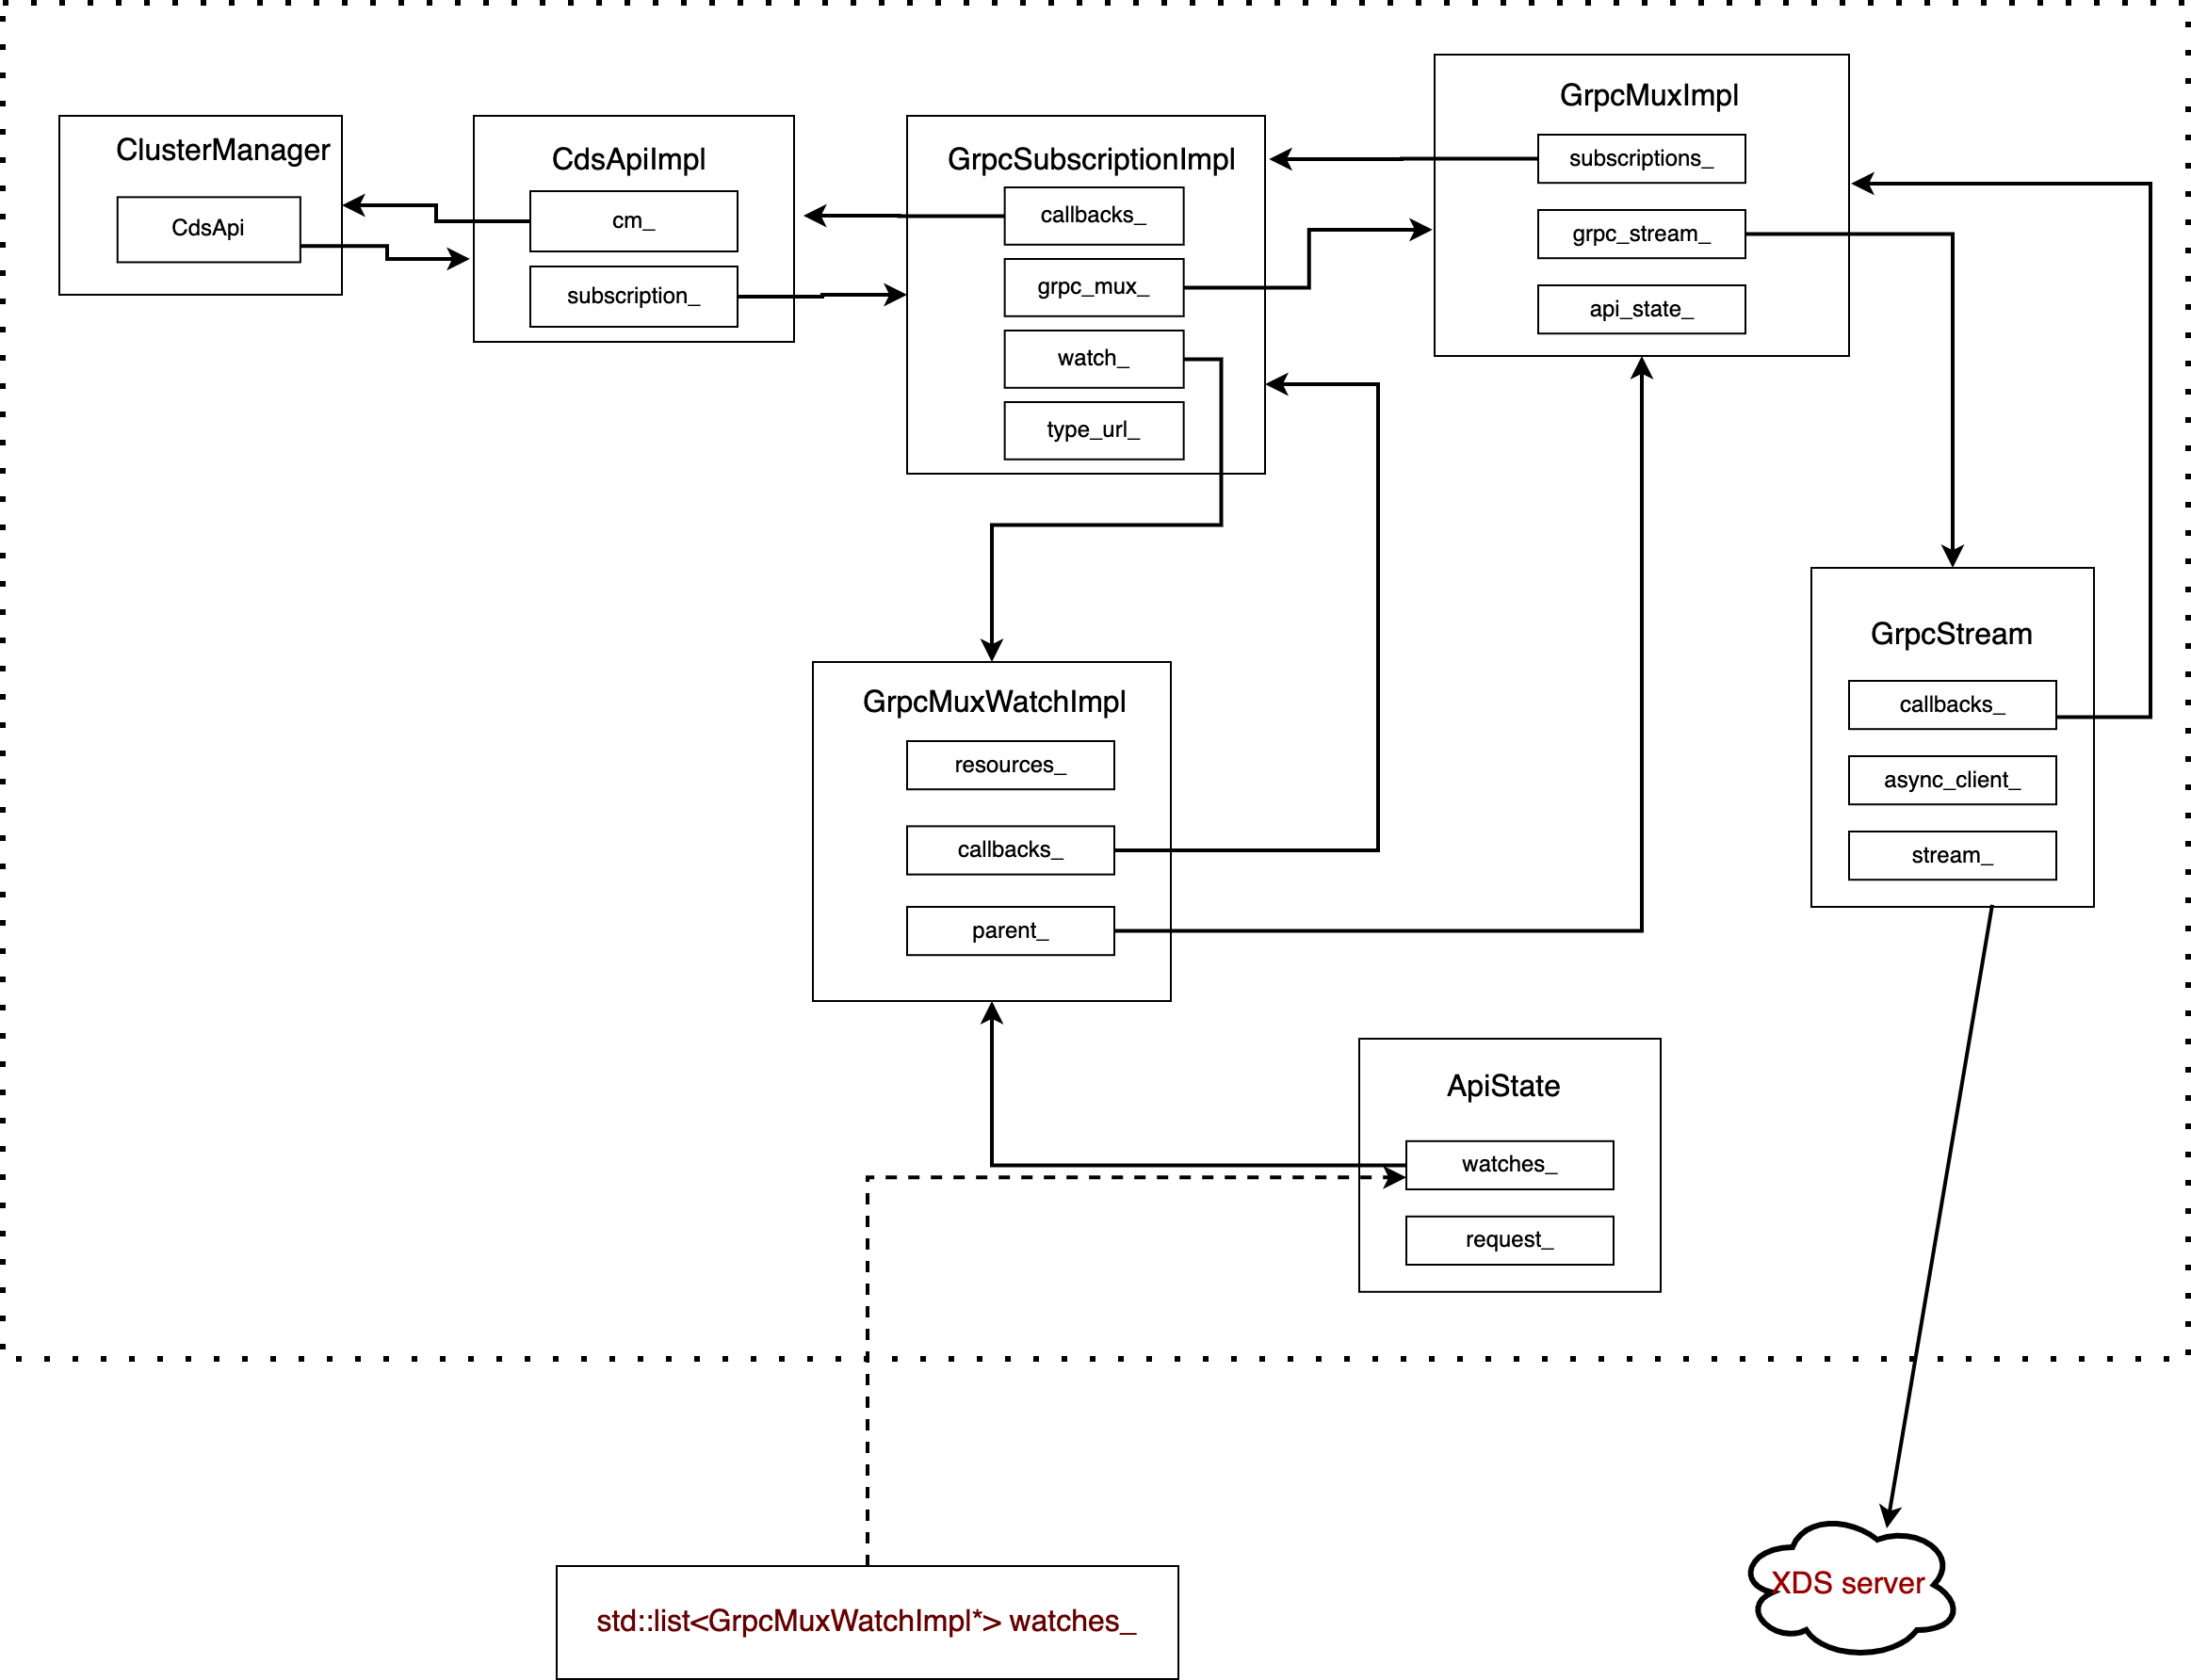 ClusterManager
CdsApi
CdsApiImpl
cm_
subscription_
GrpcSubscriptionImpl
callbacks_
grpc_mux_
watch_
type_url_
GrpcMuxImpl
subscriptions_
grpc_stream_
api_state_
GrpcStream
callbacks_
async_client_
stream_
GrpcMuxWatchImpl
resources_
callbacks_
parent_
ApiState
watches_
request_
std::list<GrpcMuxWatchImpl*> watches_
XDS server